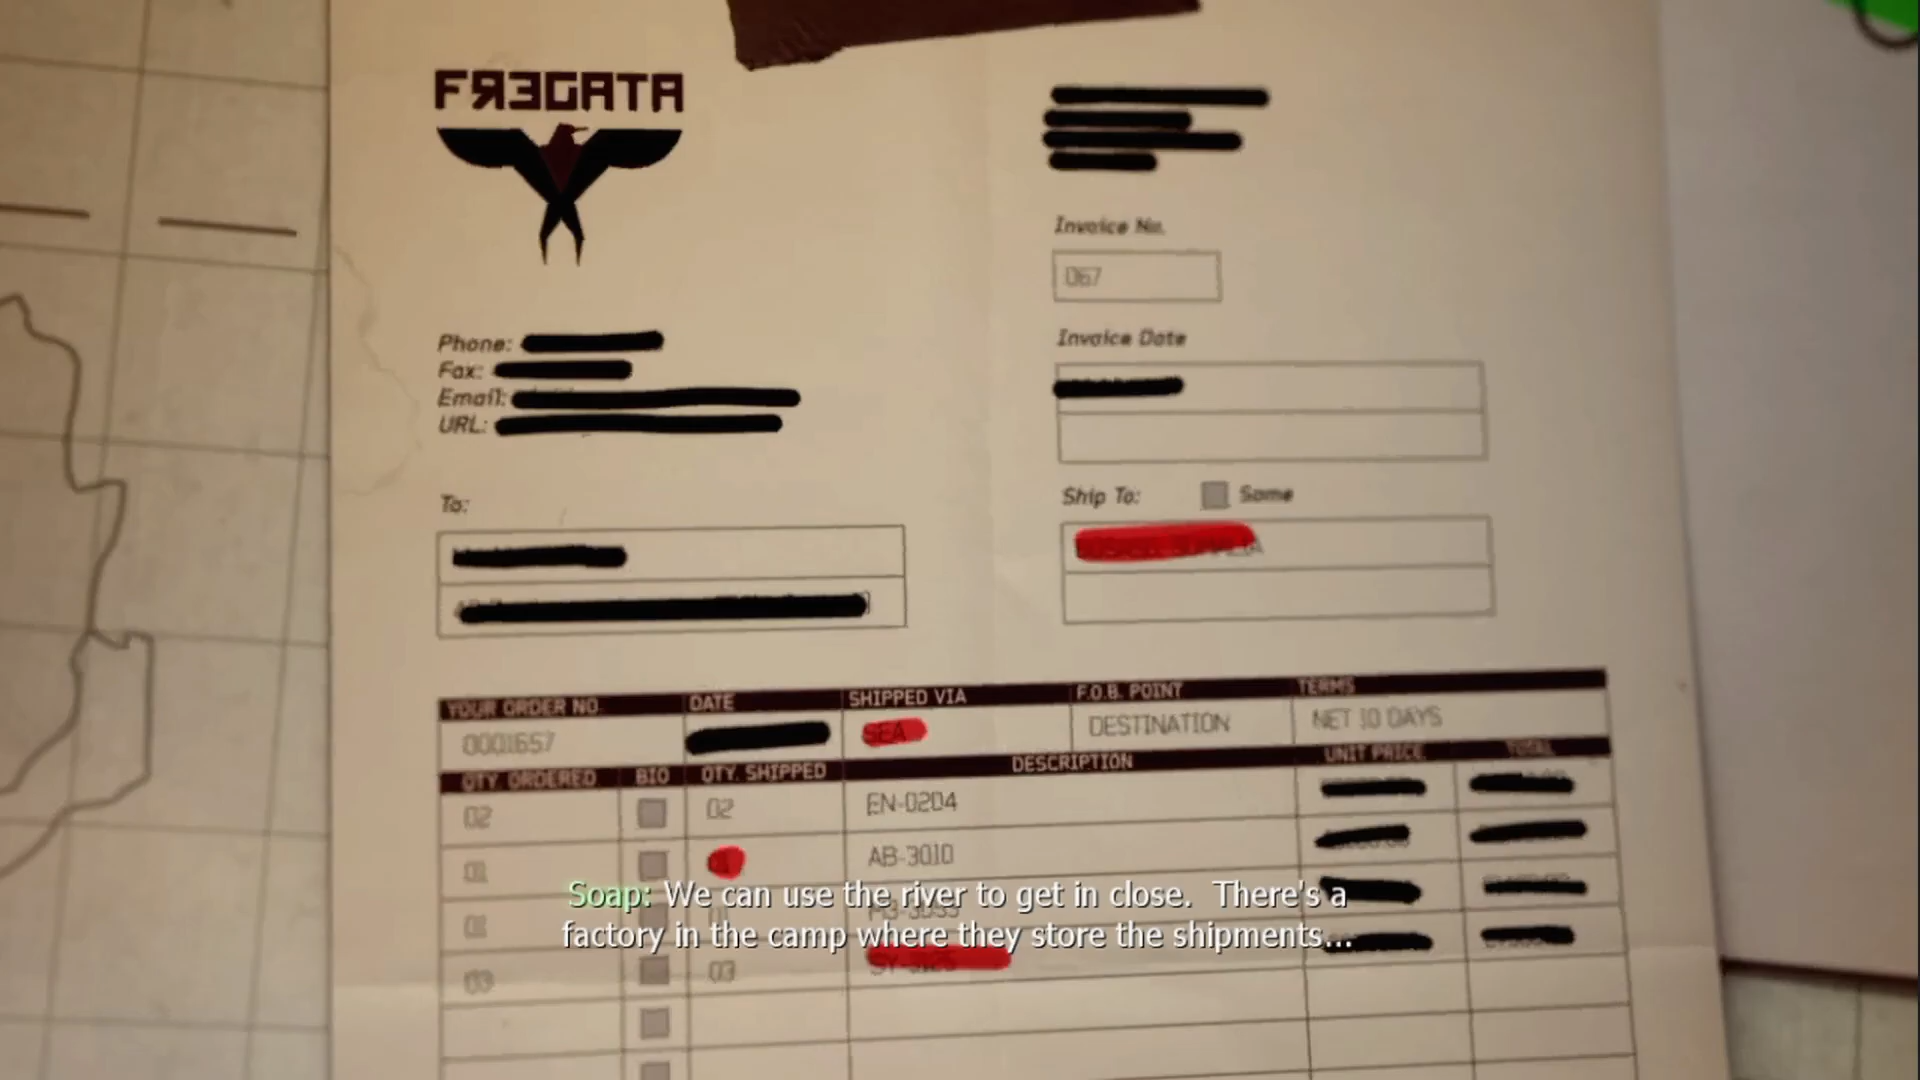 FЯEGATA
Invoice No.
067
Phone:
Fax:
Email:
URL:
Invoice Date
To:
Ship To: Same
YOUR ORDER NO. DATE SHIPPED VIA F.O.B. POINT TERMS
0001657 SEA DESTINATION NET 10 DAYS
QTY. ORDERED BIO QTY. SHIPPED DESCRIPTION UNIT PRICE TOTAL
02 02 EN-0204
01 AB-3010
03 03
Soap: We can use the river to get in close. There's a
factory in the camp where they store the shipments...